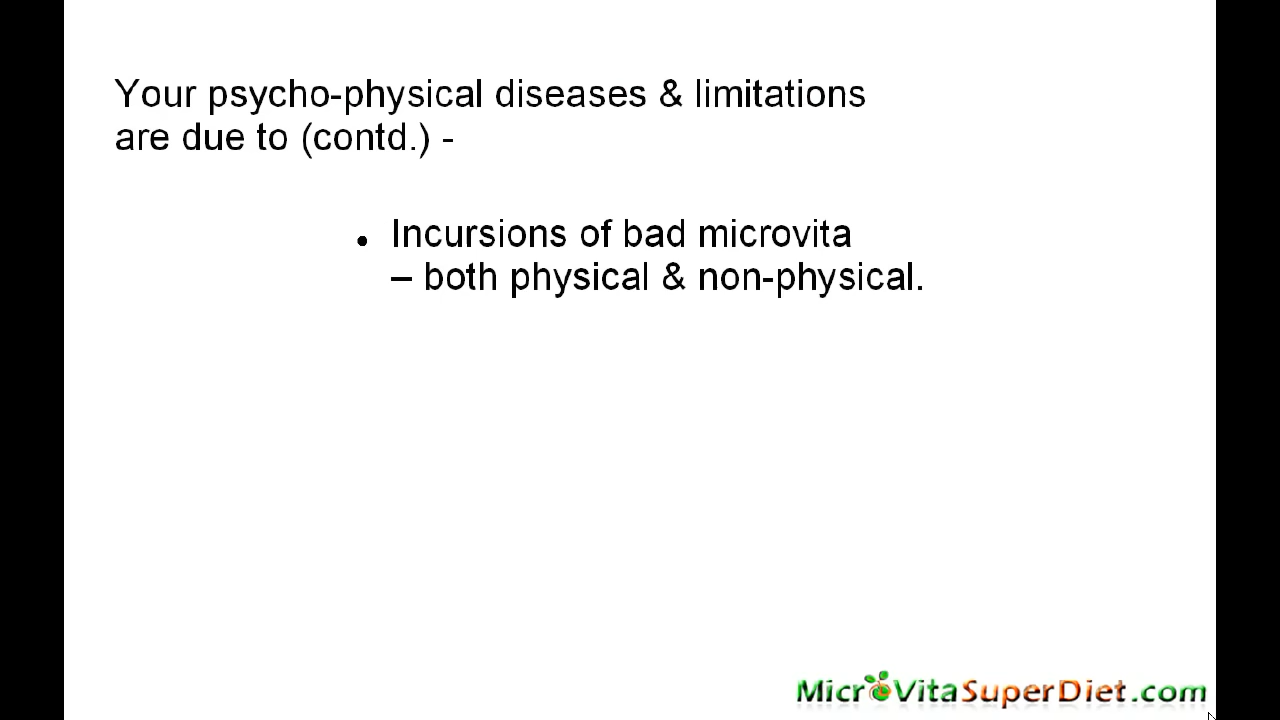 Your psycho-physical diseases & limitations
are due to (contd.) -
• Incursions of bad microvita
– both physical & non-physical.
MicroVitaSuperDiet.com